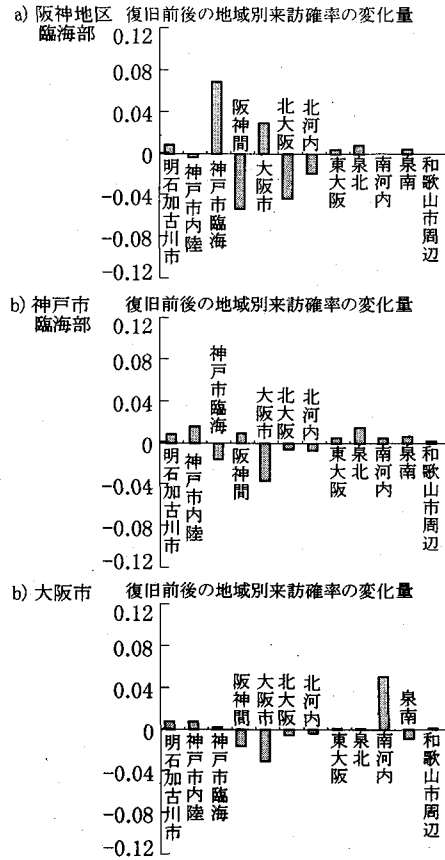 a) 阪神地区 復旧前後の地域別来訪確率の変化量
臨海部
0.12
0.08
0.04
0
-0.04
-0.08
-0.12
明石加古川市
神戸市内陸
神戸市臨海
阪神間
大阪市
北大阪
北河内
東大阪
泉北
南河内
泉南
和歌山市周辺
b) 神戸市 復旧前後の地域別来訪確率の変化量
臨海部
0.12
0.08
0.04
0
-0.04
-0.08
-0.12
明石加古川市
神戸市内陸
神戸市臨海
阪神間
大阪市
北大阪
北河内
東大阪
泉北
南河内
泉南
和歌山市周辺
b) 大阪市 復旧前後の地域別来訪確率の変化量
0.12
0.08
0.04
0
-0.04
-0.08
-0.12
明石加古川市
神戸市内陸
神戸市臨海
阪神間
大阪市
北大阪
北河内
東大阪
泉北
南河内
泉南
和歌山市周辺